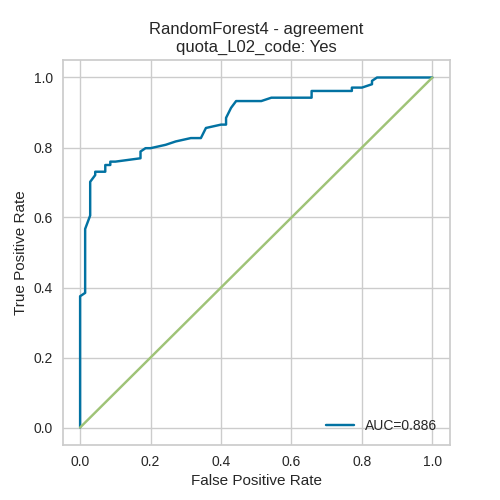 RandomForest4 - agreement
quota_L02_code: Yes
True Positive Rate
1.0
0.8
0.6
0.4
0.2
0.0
AUC=0.886
0.0 0.2 0.4 0.6 0.8 1.0
False Positive Rate